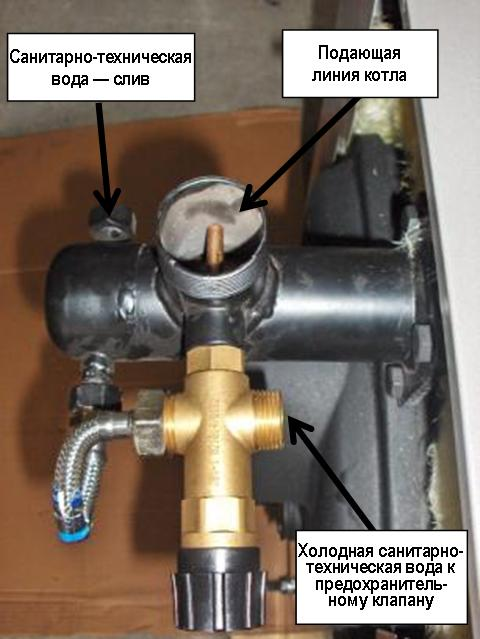 Санитарно-техническая
вода — слив
Подающая
линия котла
Холодная санитарно-
техническая вода к
предохранитель-
ному клапану